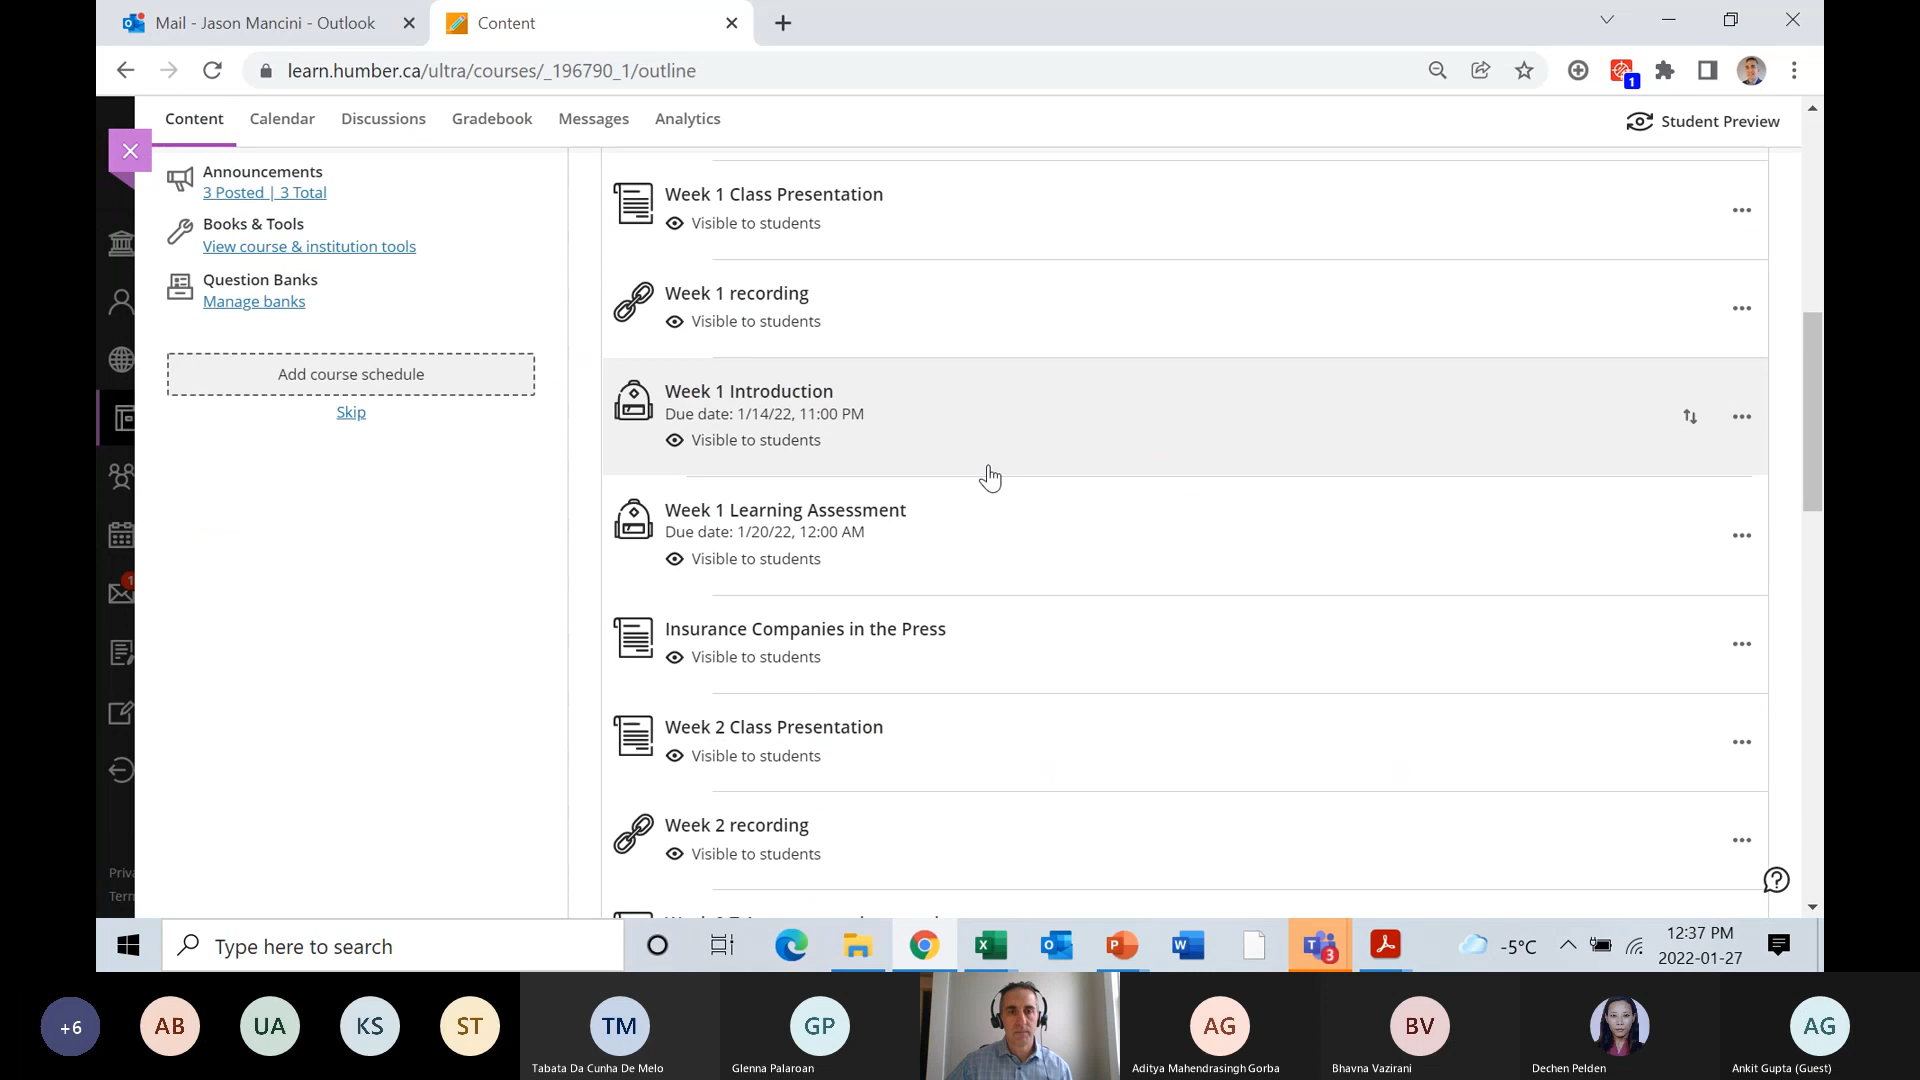 Mail - Jason Mancini - Outlook
Content
learn.humber.ca/ultra/courses/_196790_1/outline
1
Content
Calendar
Discussions
Gradebook
Messages
Analytics
Student Preview
Announcements
3 Posted | 3 Total
Books & Tools
View course & institution tools
Question Banks
Manage banks
Add course schedule
Skip
1
Priva
Term
Week 1 Class Presentation
Visible to students
Week 1 recording
Visible to students
Week 1 Introduction
Due date: 1/14/22, 11:00 PM
Visible to students
Week 1 Learning Assessment
Due date: 1/20/22, 12:00 AM
Visible to students
Insurance Companies in the Press
Visible to students
Week 2 Class Presentation
Visible to students
Week 2 recording
Visible to students
Type here to search
3
-5°C
12:37 PM
2022-01-27
+6
AB
UA
KS
ST
TM
Tabata Da Cunha De Melo
GP
Glenna Palaroan
AG
Aditya Mahendrasingh Gorba
BV
Bhavna Vazirani
Dechen Pelden
AG
Ankit Gupta (Guest)